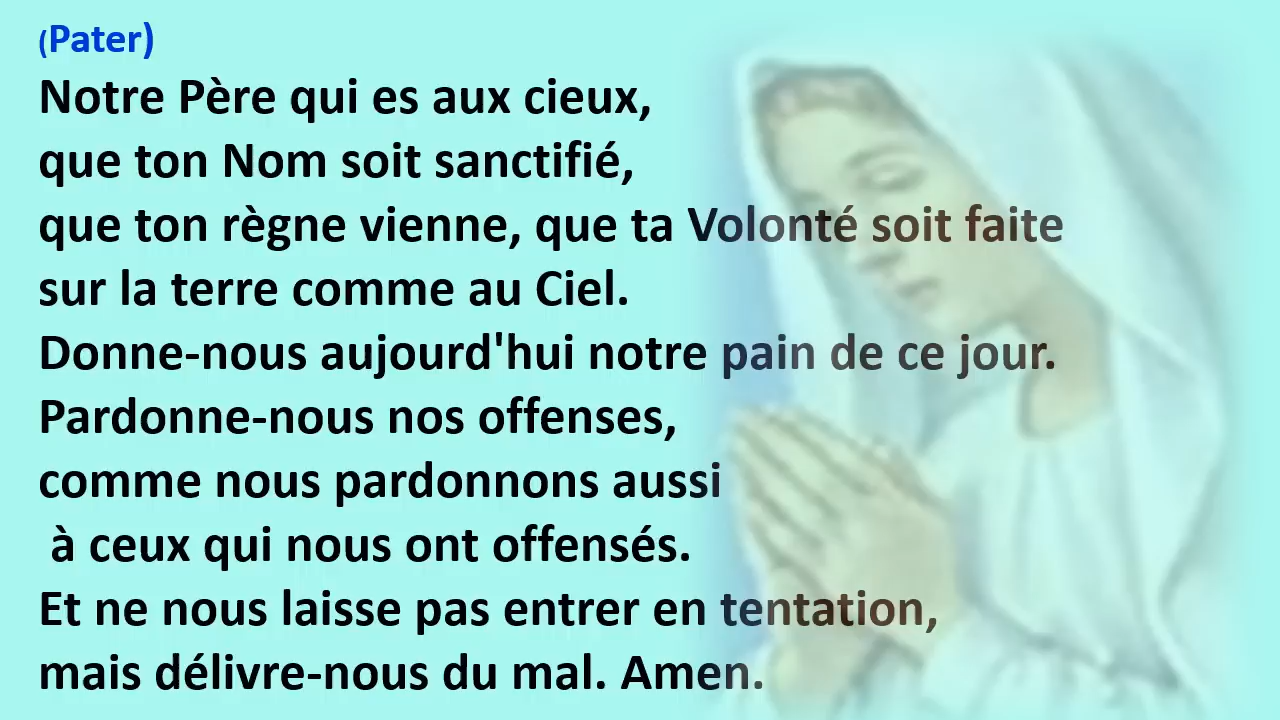 (Pater)
Notre Père qui es aux cieux,
que ton Nom soit sanctifié,
que ton règne vienne, que ta Volonté soit faite
sur la terre comme au Ciel.
Donne-nous aujourd'hui notre pain de ce jour.
Pardonne-nous nos offenses,
comme nous pardonnons aussi
à ceux qui nous ont offensés.
Et ne nous laisse pas entrer en tentation,
mais délivre-nous du mal. Amen.